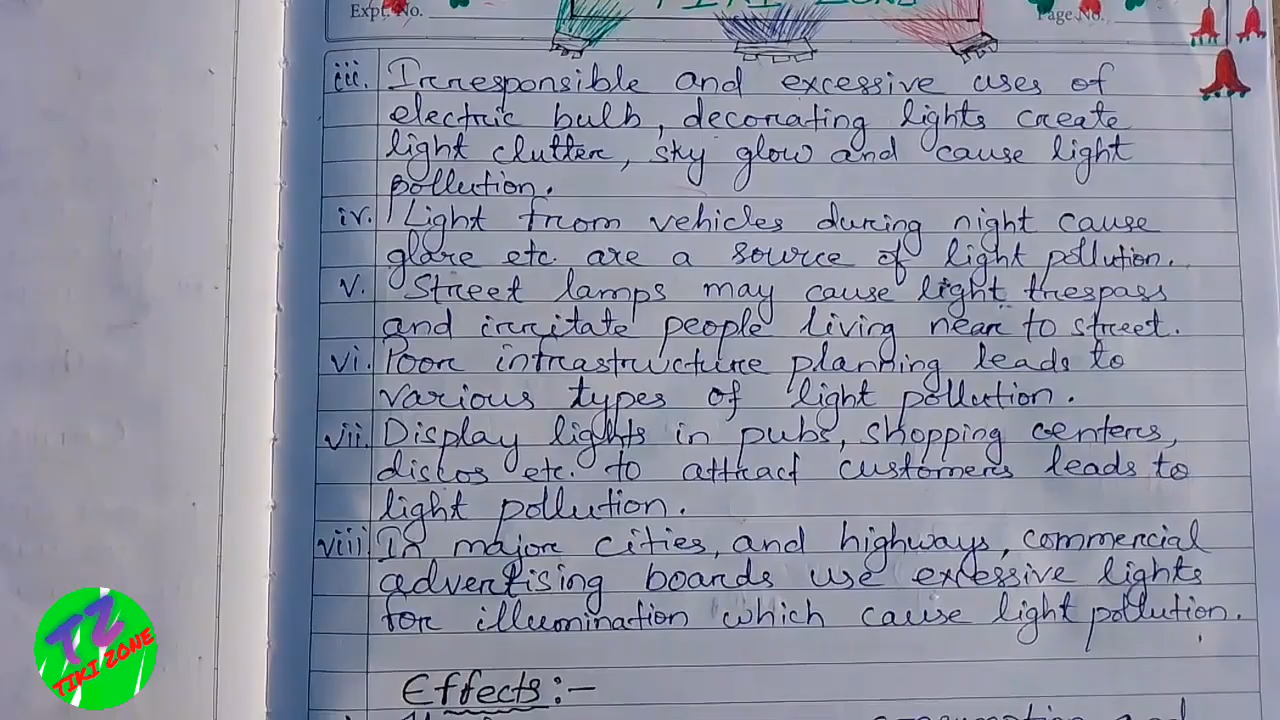 Expt. No.
TIKI ZONE
Page No.
iii. Irresponsible and excessive uses of
electric bulb, decorating lights create
light clutter, sky glow and cause light
pollution.
iv. Light from vehicles during night cause
glare etc. are a source of light pollution.
v. Street lamps may cause light trespass
and irritate people living near to street.
vi. Poor infrastructure planning leads to
various types of light pollution.
vii. Display lights in pubs, shopping centers,
discos etc. to attract customers leads to
light pollution.
viii. In major cities, and highways, commercial
advertising boards use excessive lights
for illumination which cause light pollution.
Effects:-
TZ
TIKI ZONE